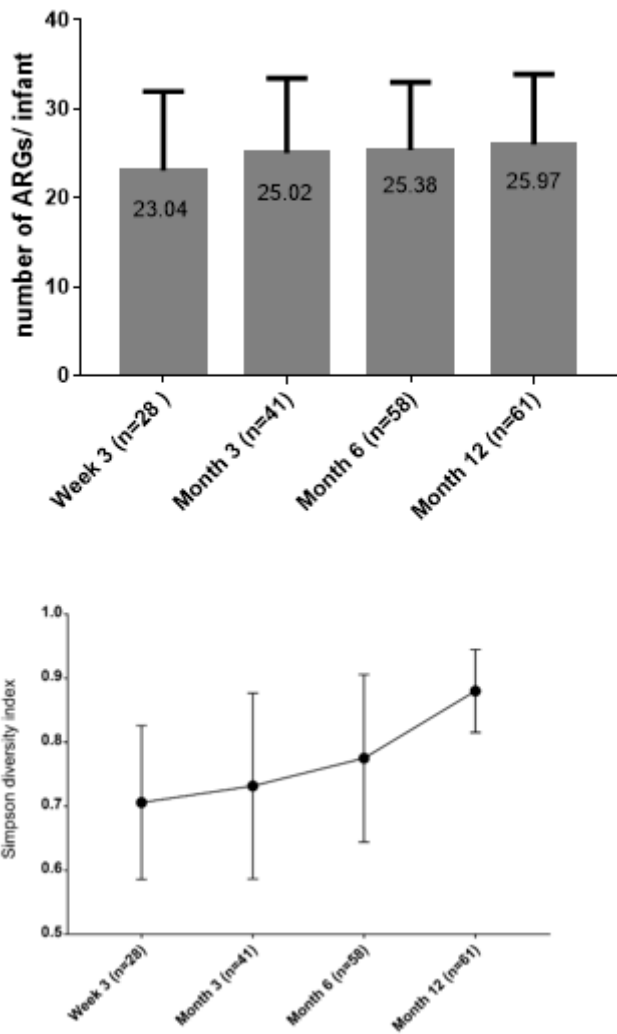 number of ARGs/ infant
40
30
20
10
0
23.04
25.02
25.38
25.97
Week 3 (n=28 )
Month 3 (n=41)
Month 6 (n=58)
Month 12 (n=61)
Simpson diversity index
1.0
0.9
0.8
0.7
0.6
0.5
Week 3 (n=28)
Month 3 (n=41)
Month 6 (n=58)
Month 12 (n=61)